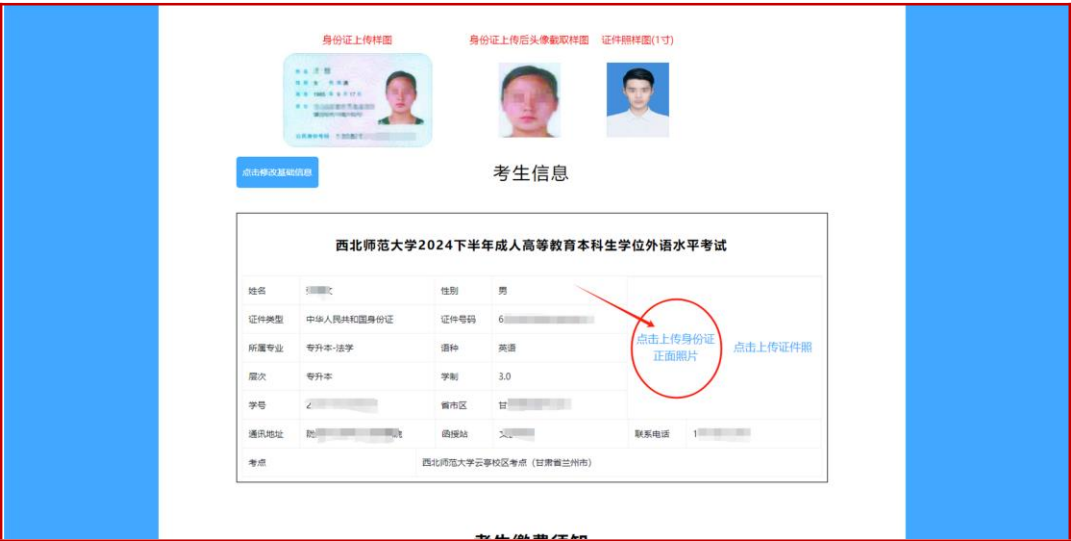 身份证上传样图 身份证上传后头像截取样图 证件照样图(1寸)
点击修改基础信息
考生信息
西北师范大学2024下半年成人高等教育本科生学位外语水平考试
姓名 性别 男
证件类型 中华人民共和国身份证 证件号码 6
点击上传身份证
正面照片
点击上传证件照
所属专业 专升本-法学 语种 英语
层次 专升本 学制 3.0
学号 2 省市区 甘
通讯地址 函授站 联系电话 1
考点 西北师范大学云亭校区考点（甘肃省兰州市）
考生缴费须知